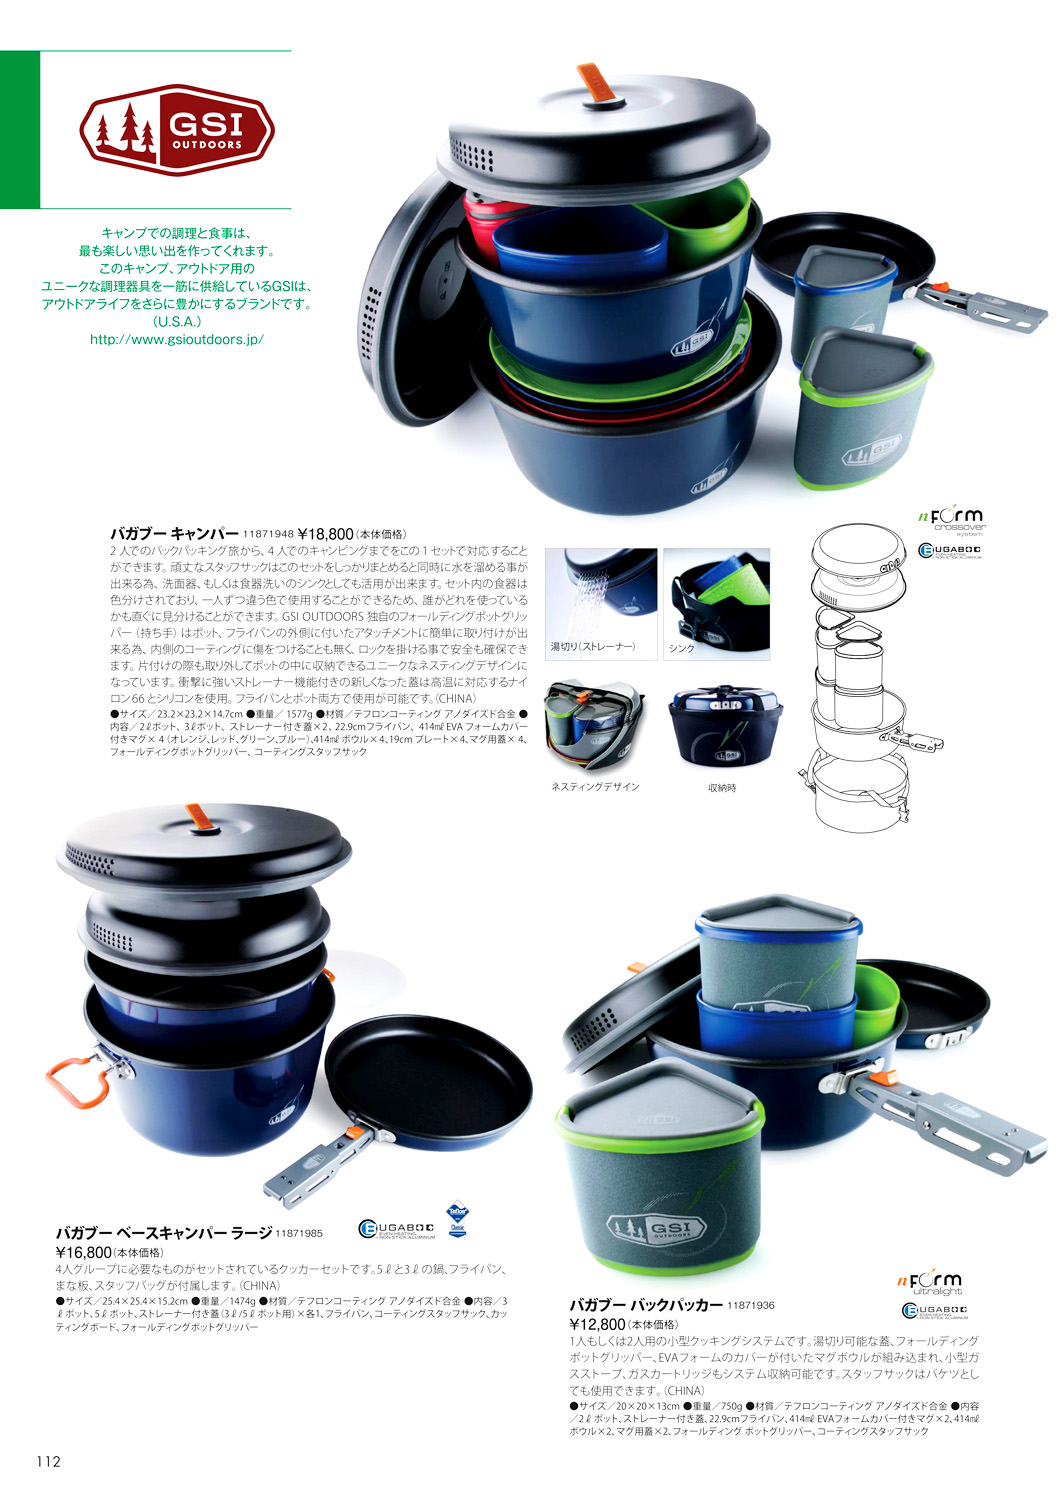 GSI
OUTDOORS
キャンプでの調理と食事は、
最も楽しい思い出を作ってくれます。
このキャンプ、アウトドア用の
ユニークな調理器具を一筋に供給しているGSIは、
アウトドアライフをさらに豊かにするブランドです。
（U.S.A.）
http://www.gsioutdoors.jp/
バガブー キャンパー 11871948 ¥18,800（本体価格）
2人でのバックパッキング旅から、4人でのキャンピングまでをこの1セットで対応すること
ができます。頑丈なスタッフサックはこのセットをしっかりまとめると同時に水を溜める事が
出来る為、洗面器、もしくは食器洗いのシンクとしても活用が出来ます。セット内の食器は
色分けされており、一人ずつ違う色で使用することができるため、誰がどれを使っている
かも直ぐに見分けることができます。GSI OUTDOORS 独自のフォールディングポットグリッ
パー（持ち手）はポット、フライパンの外側に付いたアタッチメントに簡単に取り付けが出
来る為、内側のコーティングに傷をつけることも無く、ロックを掛ける事で安全も確保でき
ます。片付けの際も取り外してポットの中に収納できるユニークなネスティングデザインに
なっています。衝撃に強いストレーナー機能付きの新しくなった蓋は高温に対応するナイ
ロン66とシリコンを使用。フライパンとポット両方で使用が可能です。（CHINA）
●サイズ／23.2×23.2×14.7cm ●重量／ 1577g ●材質／テフロンコーティング アノダイズド合金 ●
内容／2ℓポット、3ℓポット、ストレーナー付き蓋×2、22.9cmフライパン、 414㎖ EVA フォームカバー
付きマグ×4（オレンジ、レッド、グリーン、ブルー）、414㎖ ボウル×4、19cm プレート×4、マグ用蓋×4、
フォールディングポットグリッパー、コーティングスタッフサック
湯切り（ストレーナー）
シンク
ネスティングデザイン
収納時
nFORM
crossover
system
BUGABOO
EVEN-HEATING,
NON-STICK ALUMINUM
バガブー ベースキャンパー ラージ 11871985
¥16,800（本体価格）
4人グループに必要なものがセットされているクッカーセットです。5ℓと3ℓの鍋、フライパン、
まな板、スタッフバッグが付属します。（CHINA）
●サイズ／25.4×25.4×15.2cm ●重量／1474g ●材質／テフロンコーティング アノダイズド合金 ●内容／3
ℓポット、5ℓポット、ストレーナー付き蓋（3ℓ/5ℓポット用）×各1、フライパン、コーティングスタッフサック、カッ
ティングボード、フォールディングポットグリッパー
BUGABOO
EVEN-HEATING,
NON-STICK ALUMINUM
Teflon
Classic
GSI
OUTDOORS
nFORM
ultralight
BUGABOO
EVEN-HEATING,
NON-STICK ALUMINUM
バガブー バックパッカー 11871936
¥12,800（本体価格）
1人もしくは2人用の小型クッキングシステムです。湯切り可能な蓋、フォールディング
ポットグリッパー、EVAフォームのカバーが付いたマグボウルが組み込まれ、小型ガ
スストーブ、ガスカートリッジもシステム収納可能です。スタッフサックはバケツとし
ても使用できます。（CHINA）
●サイズ／20×20×13cm ●重量／750g ●材質／テフロンコーティング アノダイズド合金 ●内容
／2ℓポット、ストレーナー付き蓋、22.9cmフライパン、414㎖ EVAフォームカバー付きマグ×2、414㎖
ボウル×2、マグ用蓋×2、フォールディング ポットグリッパー、コーティングスタッフサック
112